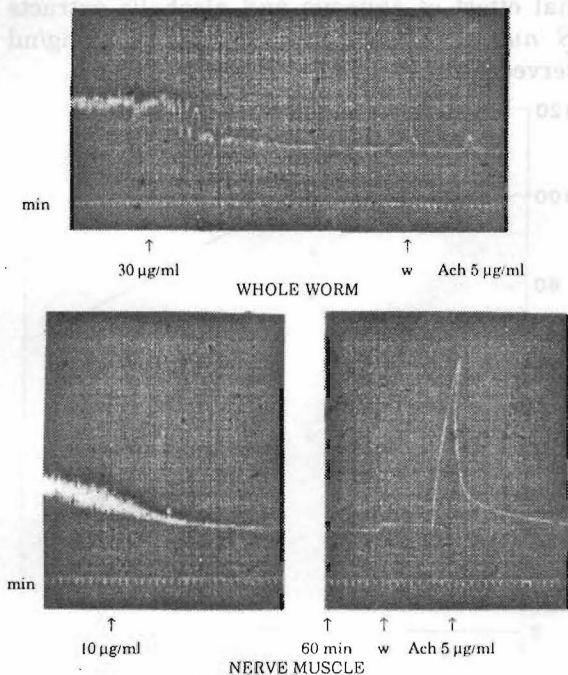 min
30 µg/ml w Ach 5 µg/ml
WHOLE WORM
min
10 µg/ml 60 min w Ach 5 µg/ml
NERVE MUSCLE